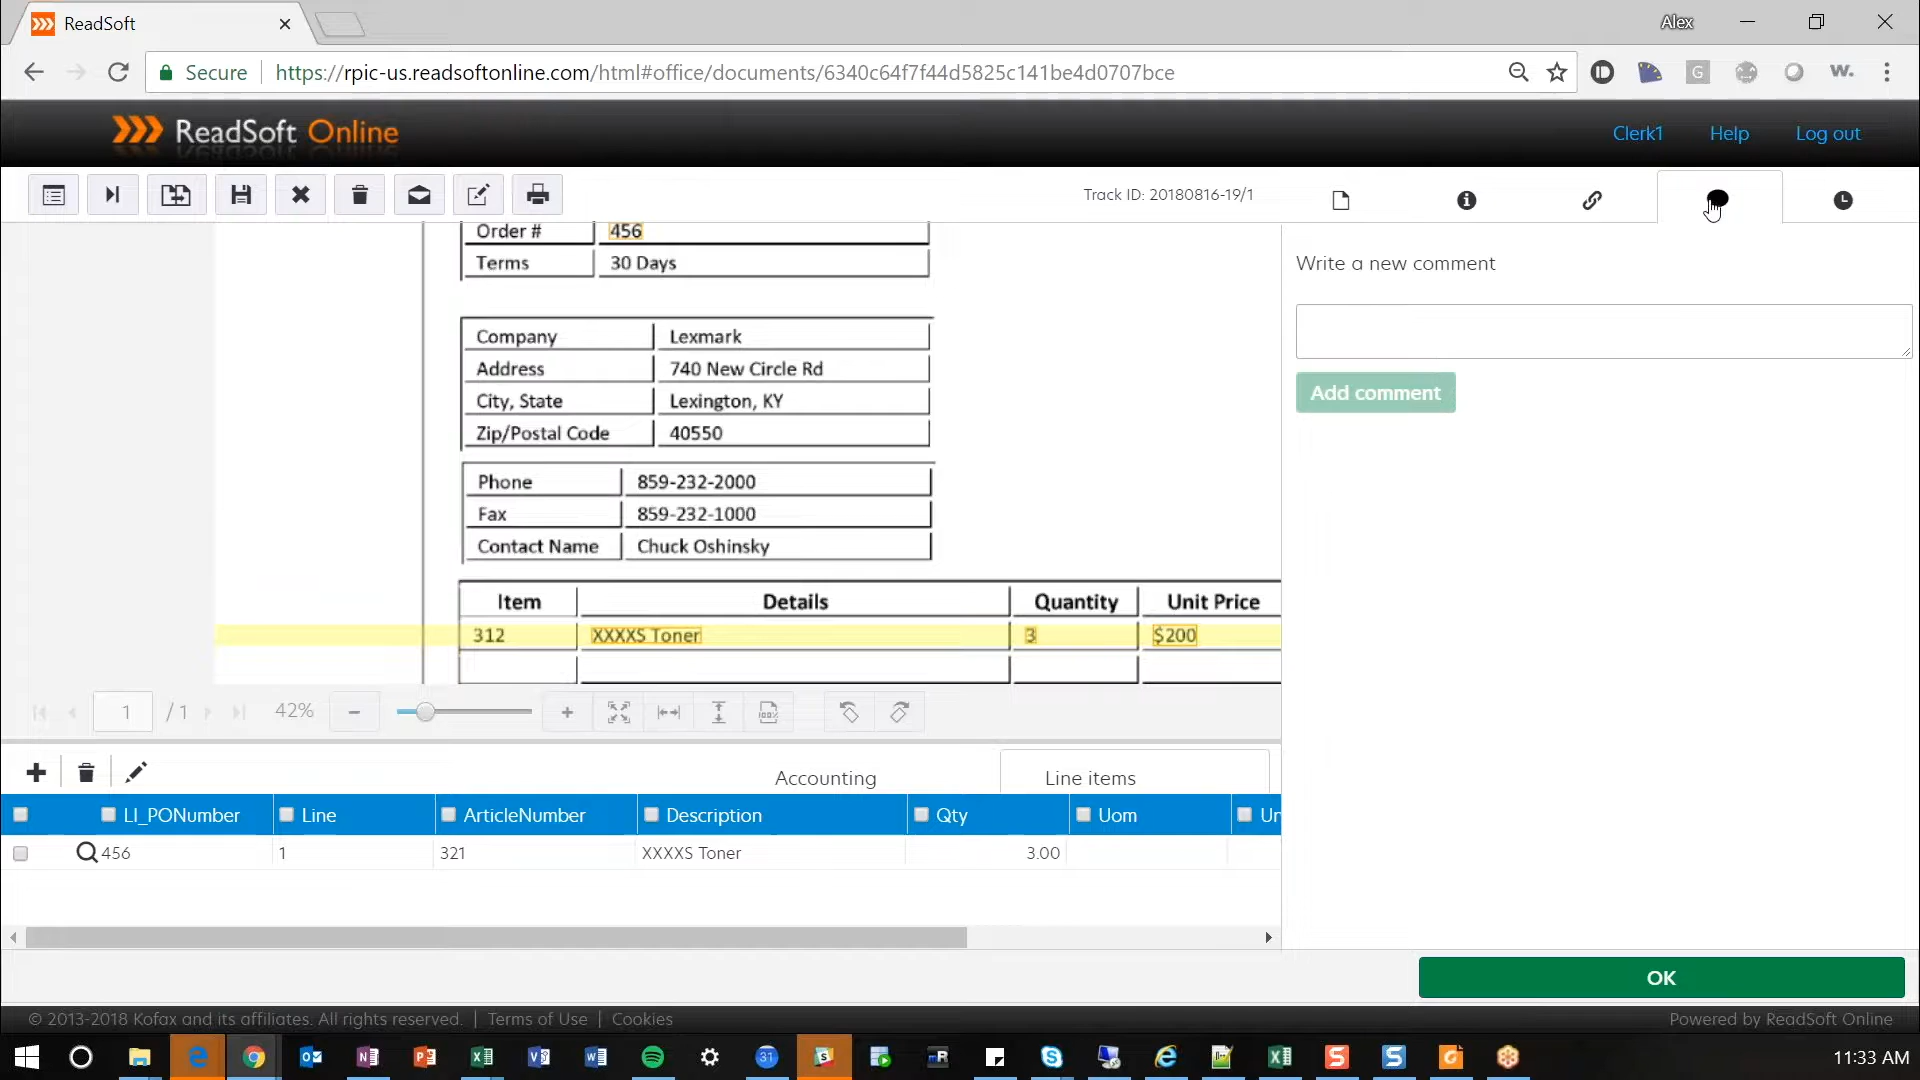 ReadSoft
Alex
Secure
https://rpic-us.readsoftonline.com/html#office/documents/6340c64f7f44d5825c141be4d0707bce
ReadSoft Online
Clerk1 Help Log out
Track ID: 20180816-19/1
Order # 456
Terms 30 Days
Company Lexmark
Address 740 New Circle Rd
City, State Lexington, KY
Zip/Postal Code 40550
Phone 859-232-2000
Fax 859-232-1000
Contact Name Chuck Oshinsky
Item Details Quantity Unit Price
312 XXXXS Toner 3 $200
Write a new comment
Add comment
1 / 1 42%
Accounting Line items
LI_PONumber Line ArticleNumber Description Qty Uom Un
456 1 321 XXXXS Toner 3.00
OK
© 2013-2018 Kofax and its affiliates. All rights reserved. | Terms of Use | Cookies
Powered by ReadSoft Online
11:33 AM